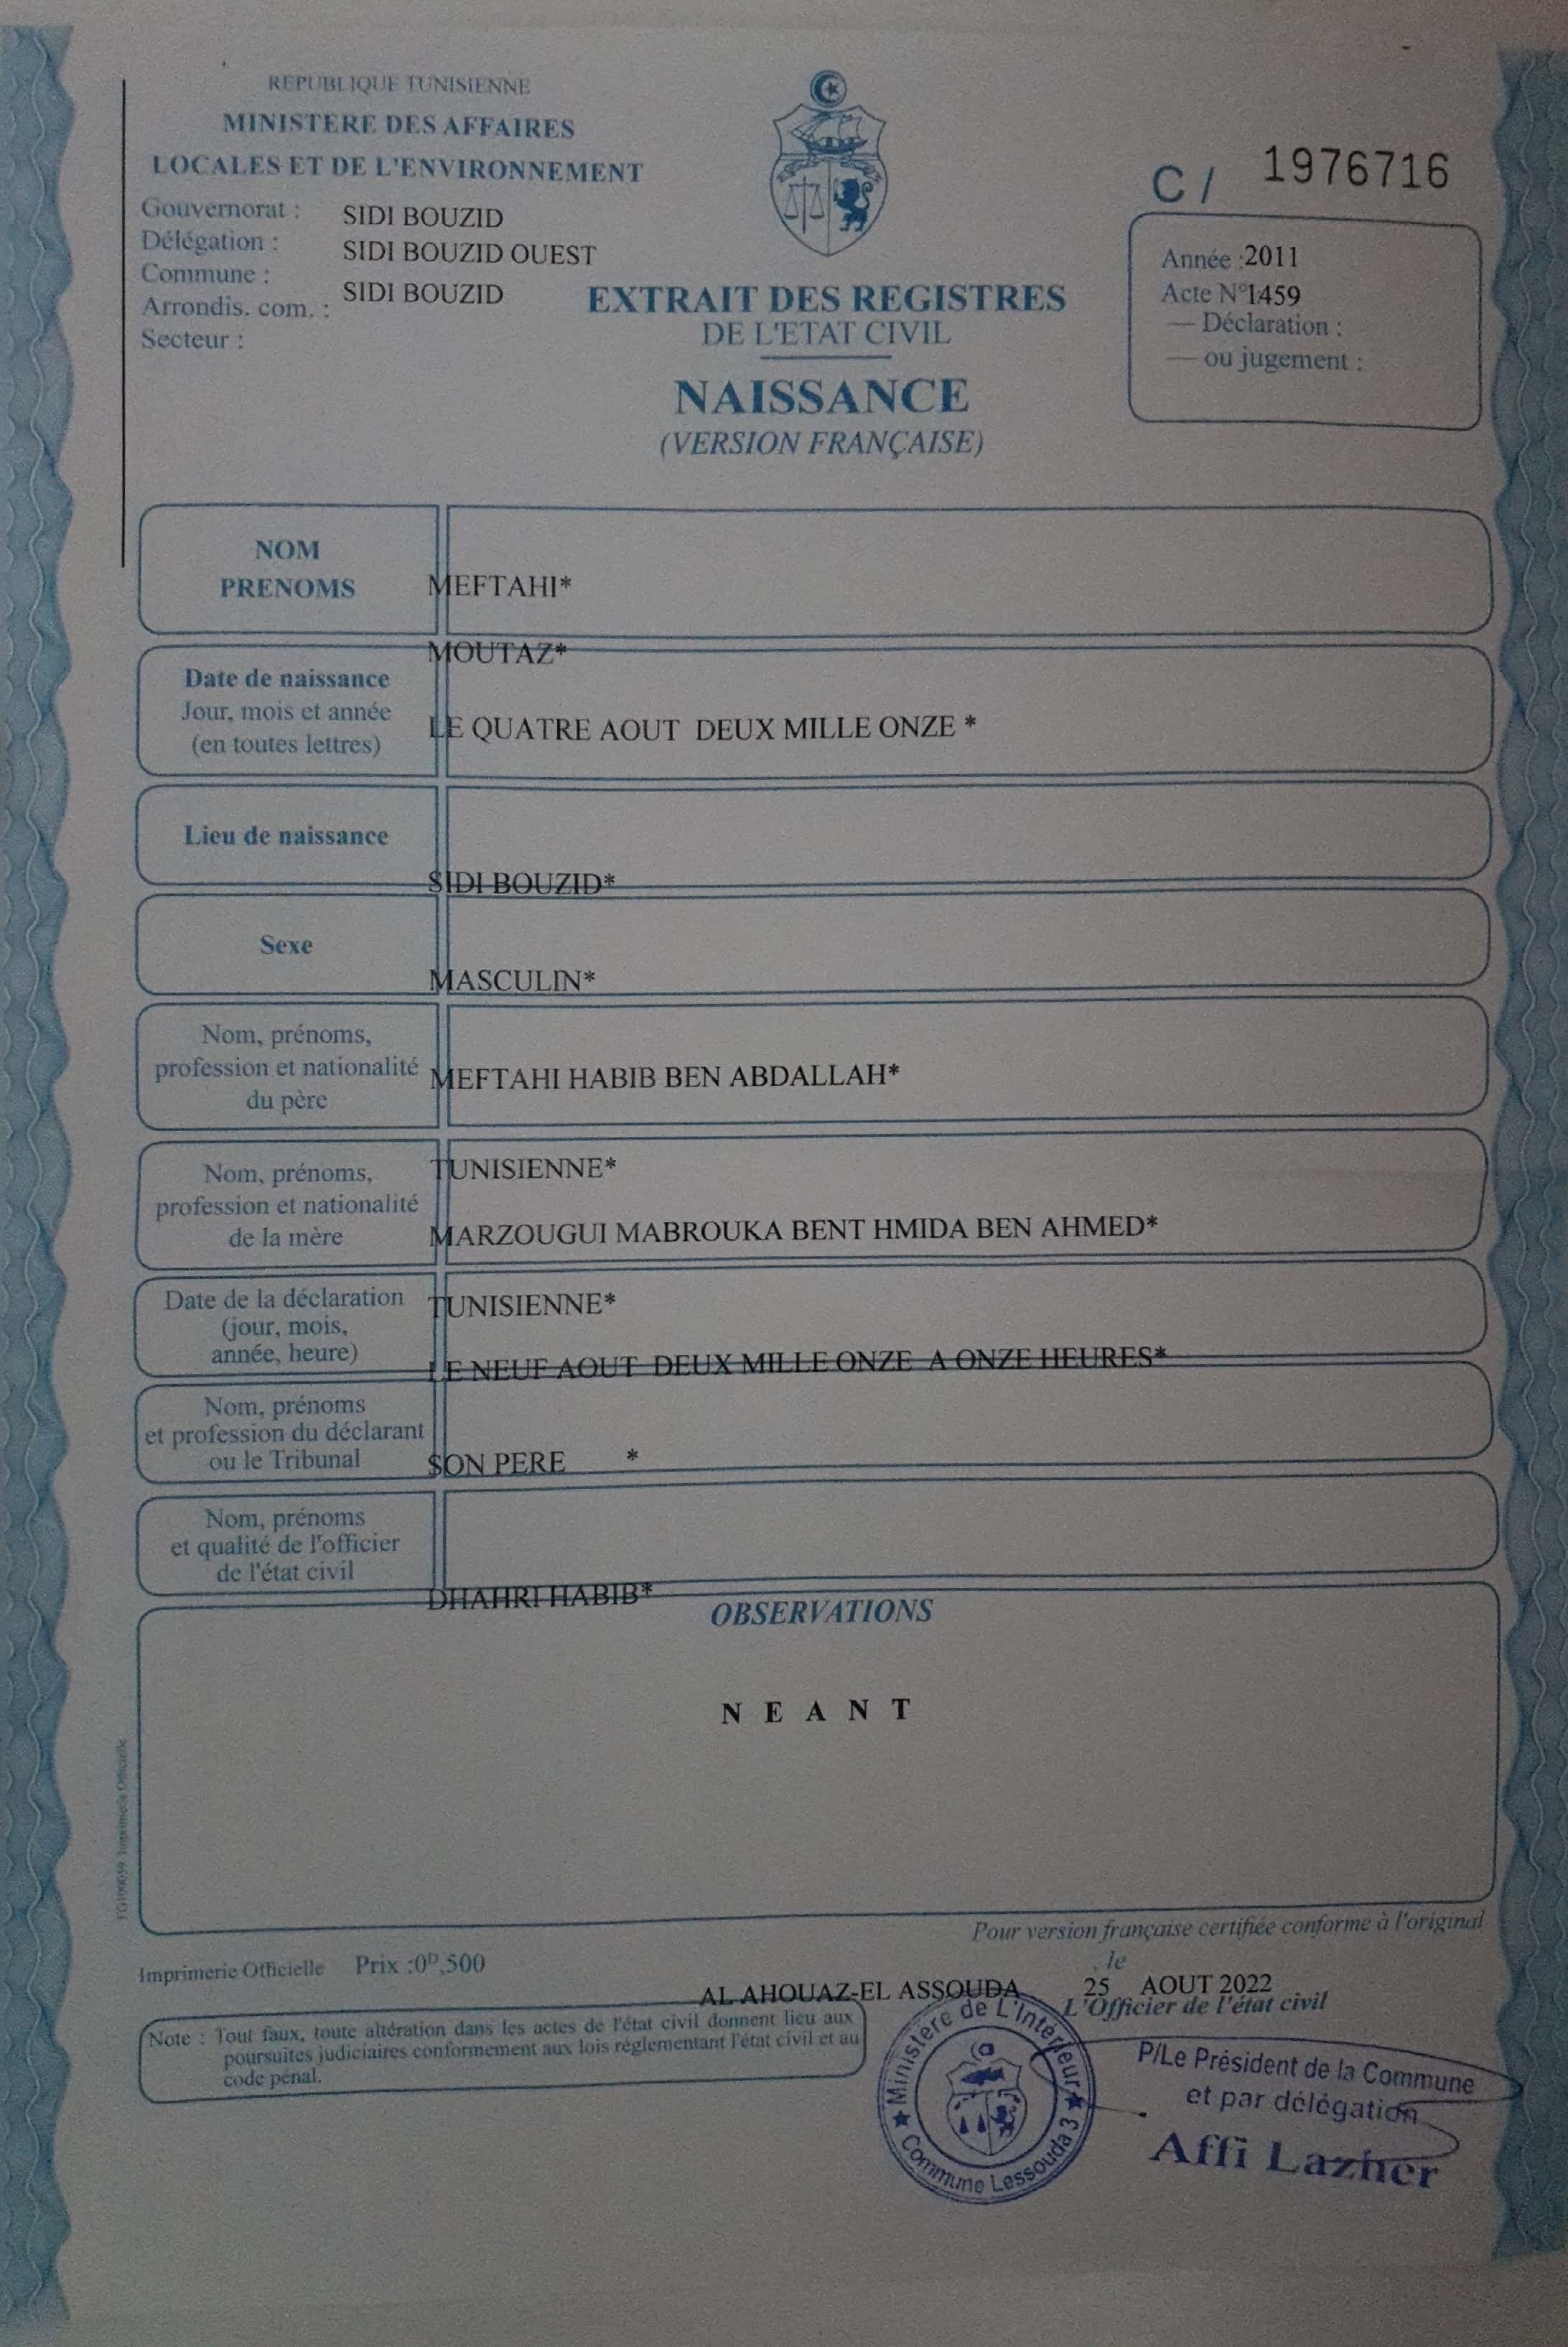 REPUBLIQUE TUNISIENNE
MINISTERE DES AFFAIRES
LOCALES ET DE L'ENVIRONNEMENT
Gouvernorat : SIDI BOUZID
Délégation : SIDI BOUZID OUEST
Commune : SIDI BOUZID
Arrondis. com. :
Secteur :
C / 1976716
Année :2011
Acte N°1459
— Déclaration :
— ou jugement :
EXTRAIT DES REGISTRES
DE L'ETAT CIVIL
NAISSANCE
(VERSION FRANÇAISE)
NOM
PRENOMS
MEFTAHI*
MOUTAZ*
Date de naissance
Jour, mois et année
(en toutes lettres)
LE QUATRE AOUT DEUX MILLE ONZE *
Lieu de naissance
SIDI BOUZID*
Sexe
MASCULIN*
Nom, prénoms,
profession et nationalité
du père
MEFTAHI HABIB BEN ABDALLAH*
TUNISIENNE*
Nom, prénoms,
profession et nationalité
de la mère
MARZOUGUI MABROUKA BENT HMIDA BEN AHMED*
TUNISIENNE*
Date de la déclaration
(jour, mois,
année, heure)
LE NEUF AOUT DEUX MILLE ONZE A ONZE HEURES*
Nom, prénoms
et profession du déclarant
ou le Tribunal
SON PERE *
Nom, prénoms
et qualité de l'officier
de l'état civil
DHAHRI HABIB*
OBSERVATIONS
N E A N T
Imprimerie Officielle
Pour version française certifiée conforme à l'original
Imprimerie Officielle Prix :0ᴰ,500
, le
AL AHOUAZ-EL ASSOUDA 25 AOUT 2022
L'Officier de l'état civil
Note : Tout faux, toute altération dans les actes de l'état civil donnent lieu aux
poursuites judiciaires conformement aux lois réglementant l'état civil et au
code pénal.
Ministère de L'Intérieur
Commune Lessouda 3
P/Le Président de la Commune
et par délégation
Affi Lazher